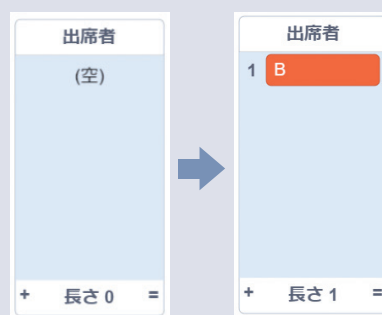 出席者
(空)
+ 長さ 0 =
出席者
1 B
+ 長さ 1 =